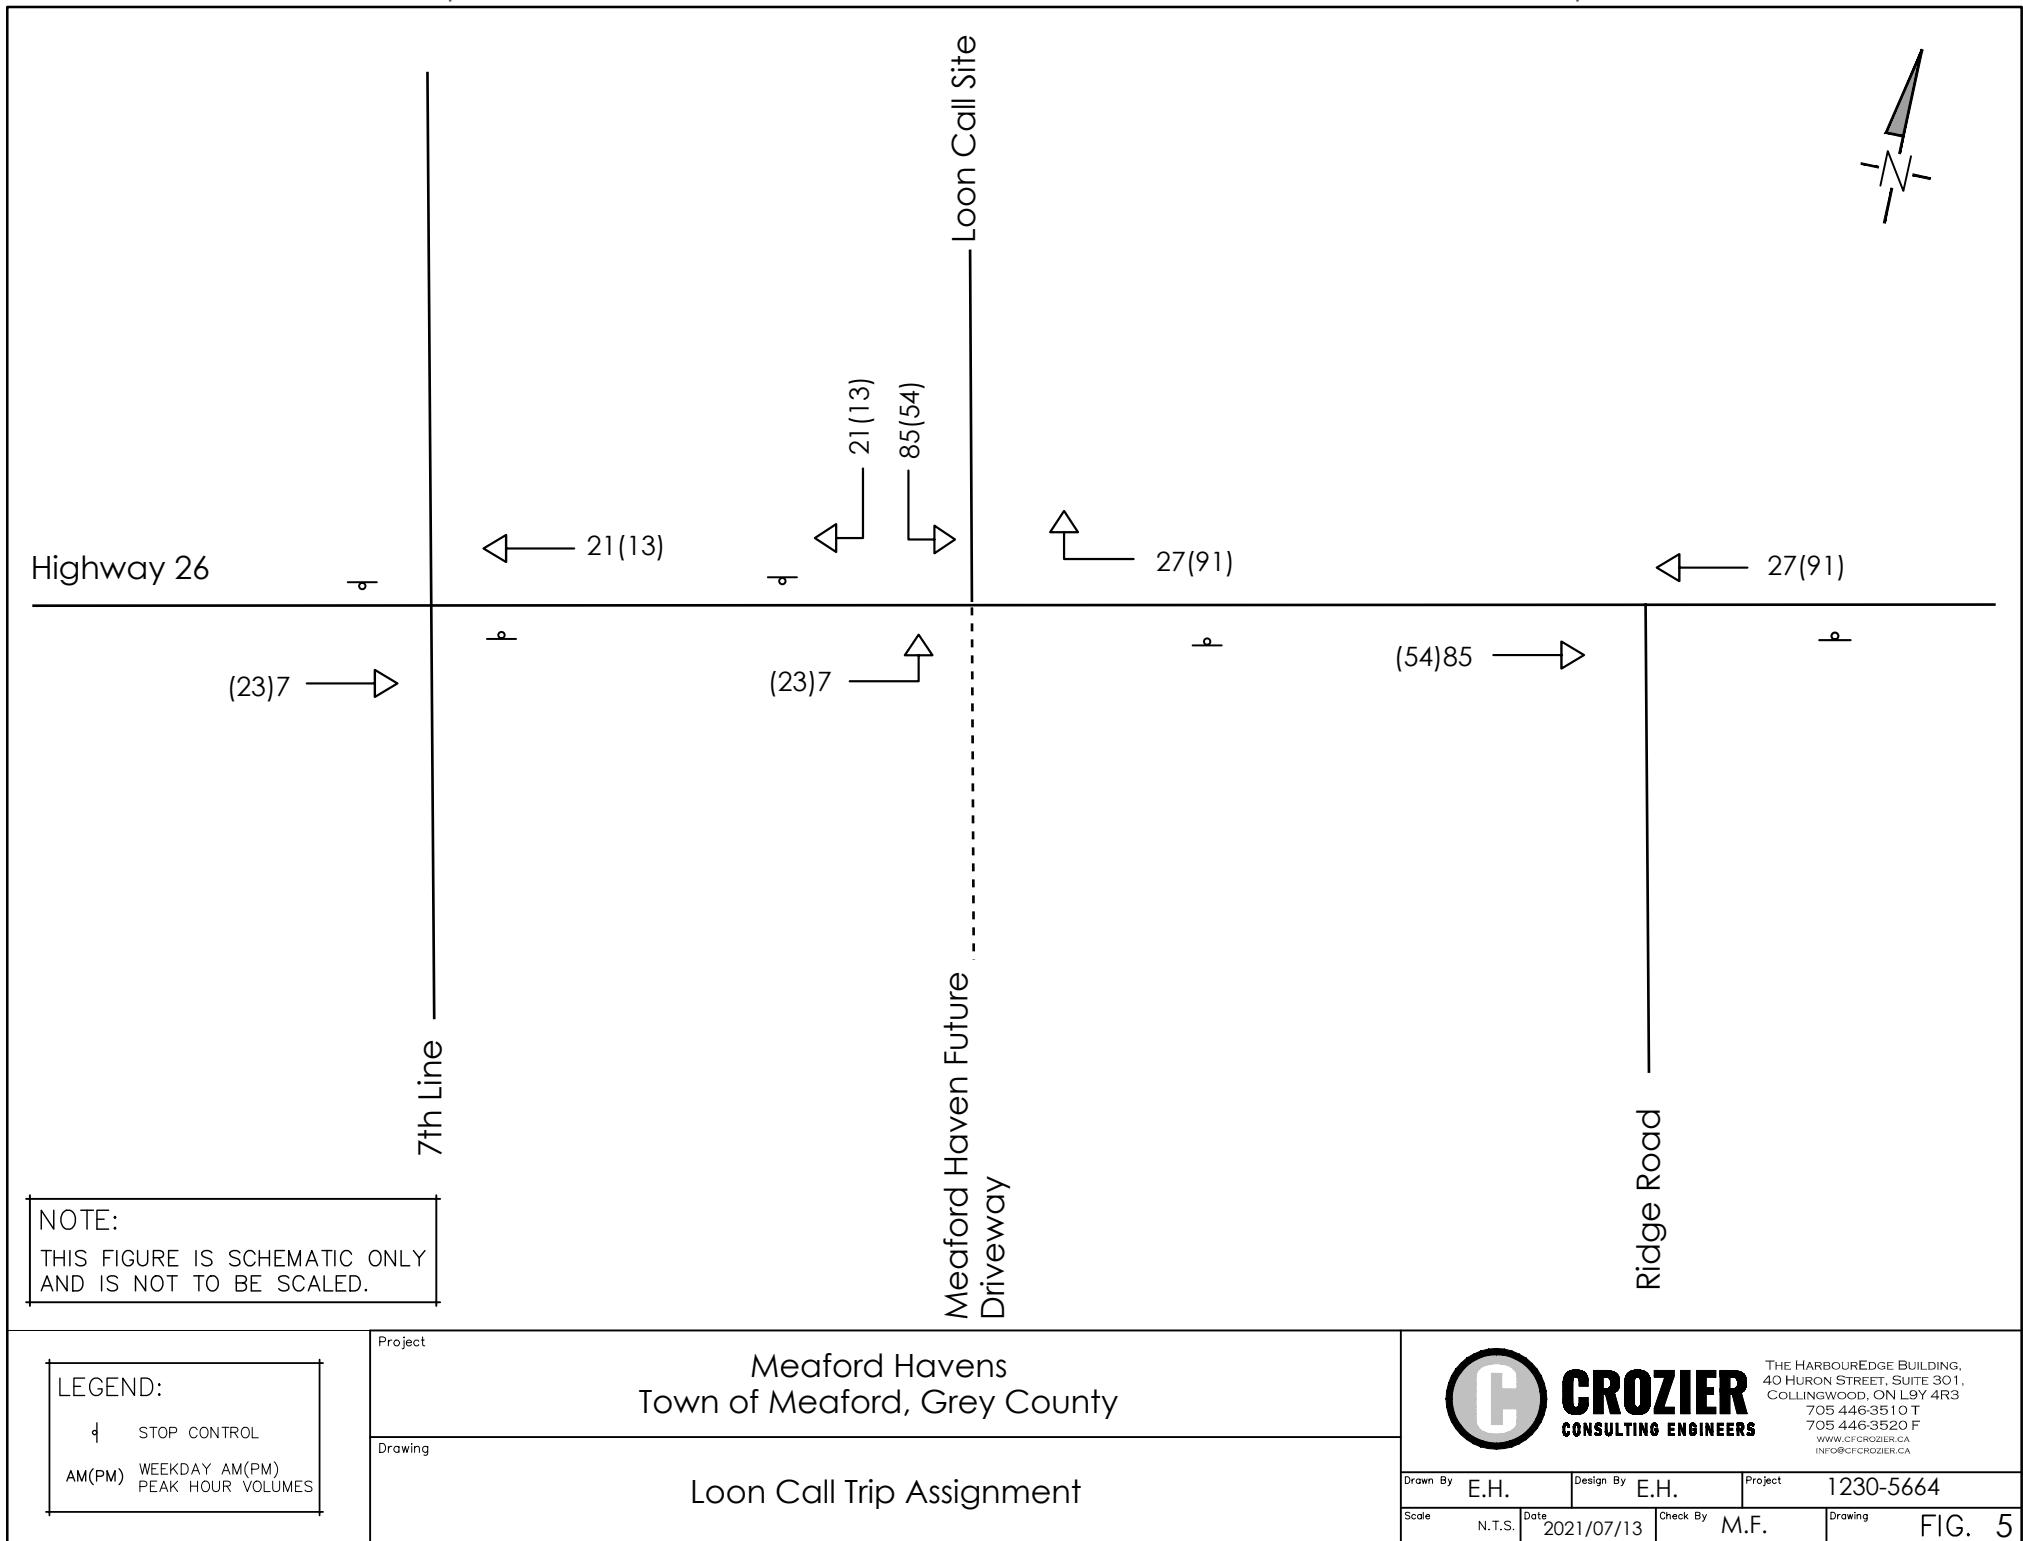 Loon Call Site
N
21(13)
85(54)
Highway 26
21(13)
27(91)
27(91)
(23)7
(23)7
(54)85
7th Line
Meaford Haven Future
Driveway
Ridge Road
NOTE:
THIS FIGURE IS SCHEMATIC ONLY
AND IS NOT TO BE SCALED.
LEGEND:
STOP CONTROL
AM(PM) WEEKDAY AM(PM)
PEAK HOUR VOLUMES
Project
Meaford Havens
Town of Meaford, Grey County
Drawing
Loon Call Trip Assignment
C
CROZIER
CONSULTING ENGINEERS
THE HARBOUREDGE BUILDING,
40 HURON STREET, SUITE 301,
COLLINGWOOD, ON L9Y 4R3
705 446-3510 T
705 446-3520 F
WWW.CFCROZIER.CA
INFO@CFCROZIER.CA
Drawn By E.H. Design By E.H. Project 1230-5664
Scale N.T.S. Date 2021/07/13 Check By M.F. Drawing FIG. 5